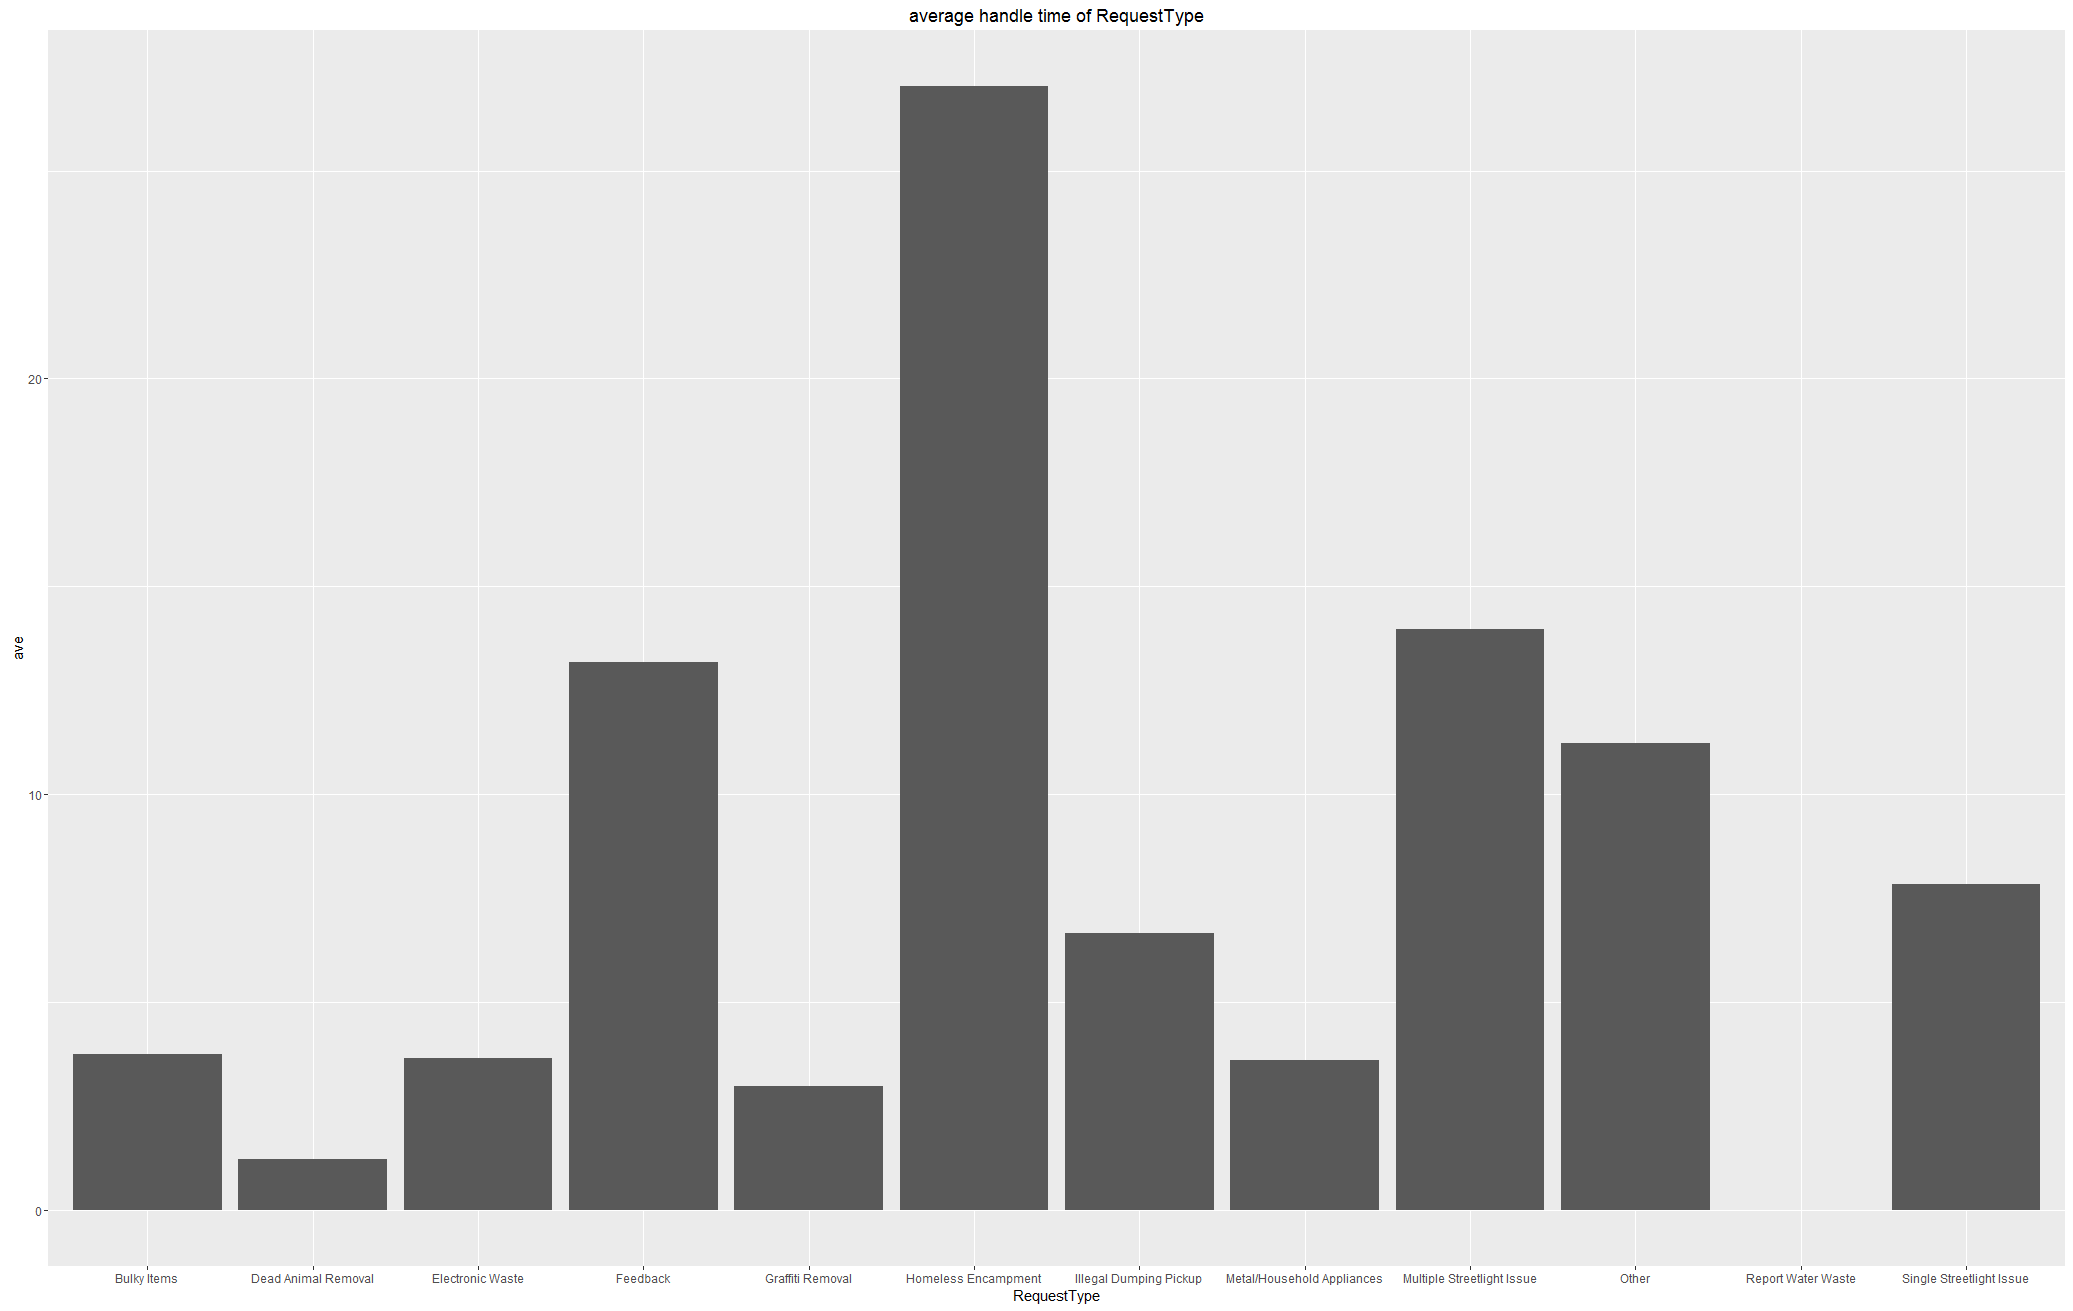 average handle time of RequestType
20
10
0
ave
Bulky Items
Dead Animal Removal
Electronic Waste
Feedback
Graffiti Removal
Homeless Encampment
Illegal Dumping Pickup
Metal/Household Appliances
Multiple Streetlight Issue
Other
Report Water Waste
Single Streetlight Issue
RequestType